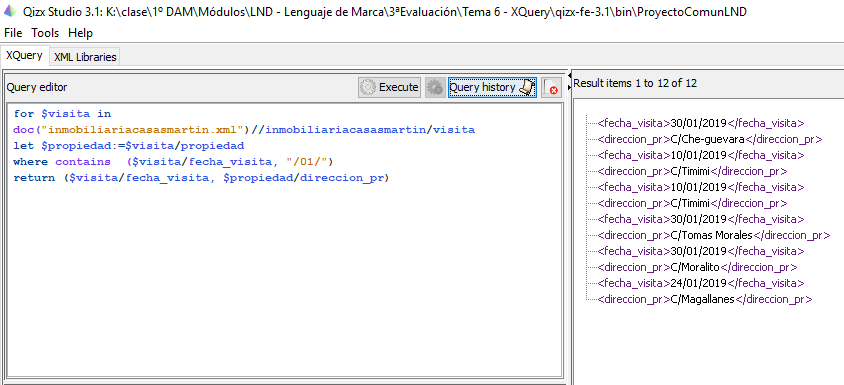 Qizx Studio 3.1: K:\clase\1º DAM\Módulos\LND - Lenguaje de Marca\3ªEvaluación\Tema 6 - XQuery\qizx-fe-3.1\bin\ProyectoComunLND
File Tools Help
XQuery XML Libraries
Query editor Execute Query history
for $visita in
doc("inmobiliariacasasmartin.xml")//inmobiliariacasasmartin/visita
let $propiedad:=$visita/propiedad
where contains  ($visita/fecha_visita, "/01/")
return ($visita/fecha_visita, $propiedad/direccion_pr)
Result items 1 to 12 of 12
<fecha_visita>30/01/2019</fecha_visita>
<direccion_pr>C/Che-guevara</direccion_pr>
<fecha_visita>10/01/2019</fecha_visita>
<direccion_pr>C/Timimi</direccion_pr>
<fecha_visita>10/01/2019</fecha_visita>
<direccion_pr>C/Timimi</direccion_pr>
<fecha_visita>30/01/2019</fecha_visita>
<direccion_pr>C/Tomas Morales</direccion_pr>
<fecha_visita>30/01/2019</fecha_visita>
<direccion_pr>C/Moralito</direccion_pr>
<fecha_visita>24/01/2019</fecha_visita>
<direccion_pr>C/Magallanes</direccion_pr>